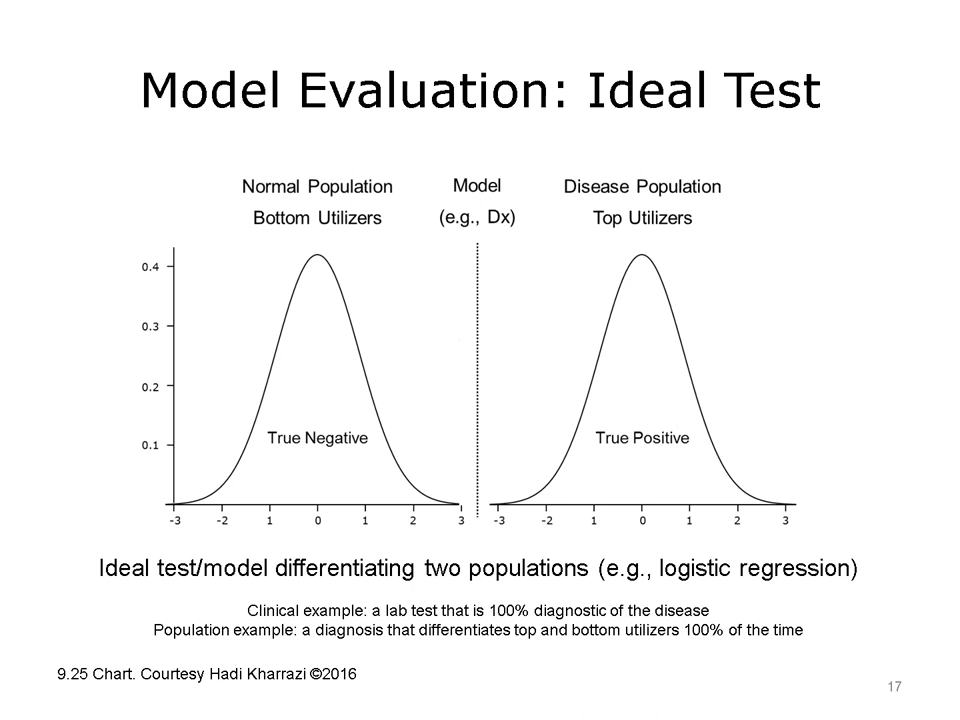 Model Evaluation: Ideal Test
Normal Population
Bottom Utilizers
Model
(e.g., Dx)
Disease Population
Top Utilizers
0.4
0.3
0.2
0.1
True Negative
True Positive
-3 -2 1 0 1 2 3
-3 -2 1 0 1 2 3
Ideal test/model differentiating two populations (e.g., logistic regression)
Clinical example: a lab test that is 100% diagnostic of the disease
Population example: a diagnosis that differentiates top and bottom utilizers 100% of the time
9.25 Chart. Courtesy Hadi Kharrazi ©2016
17